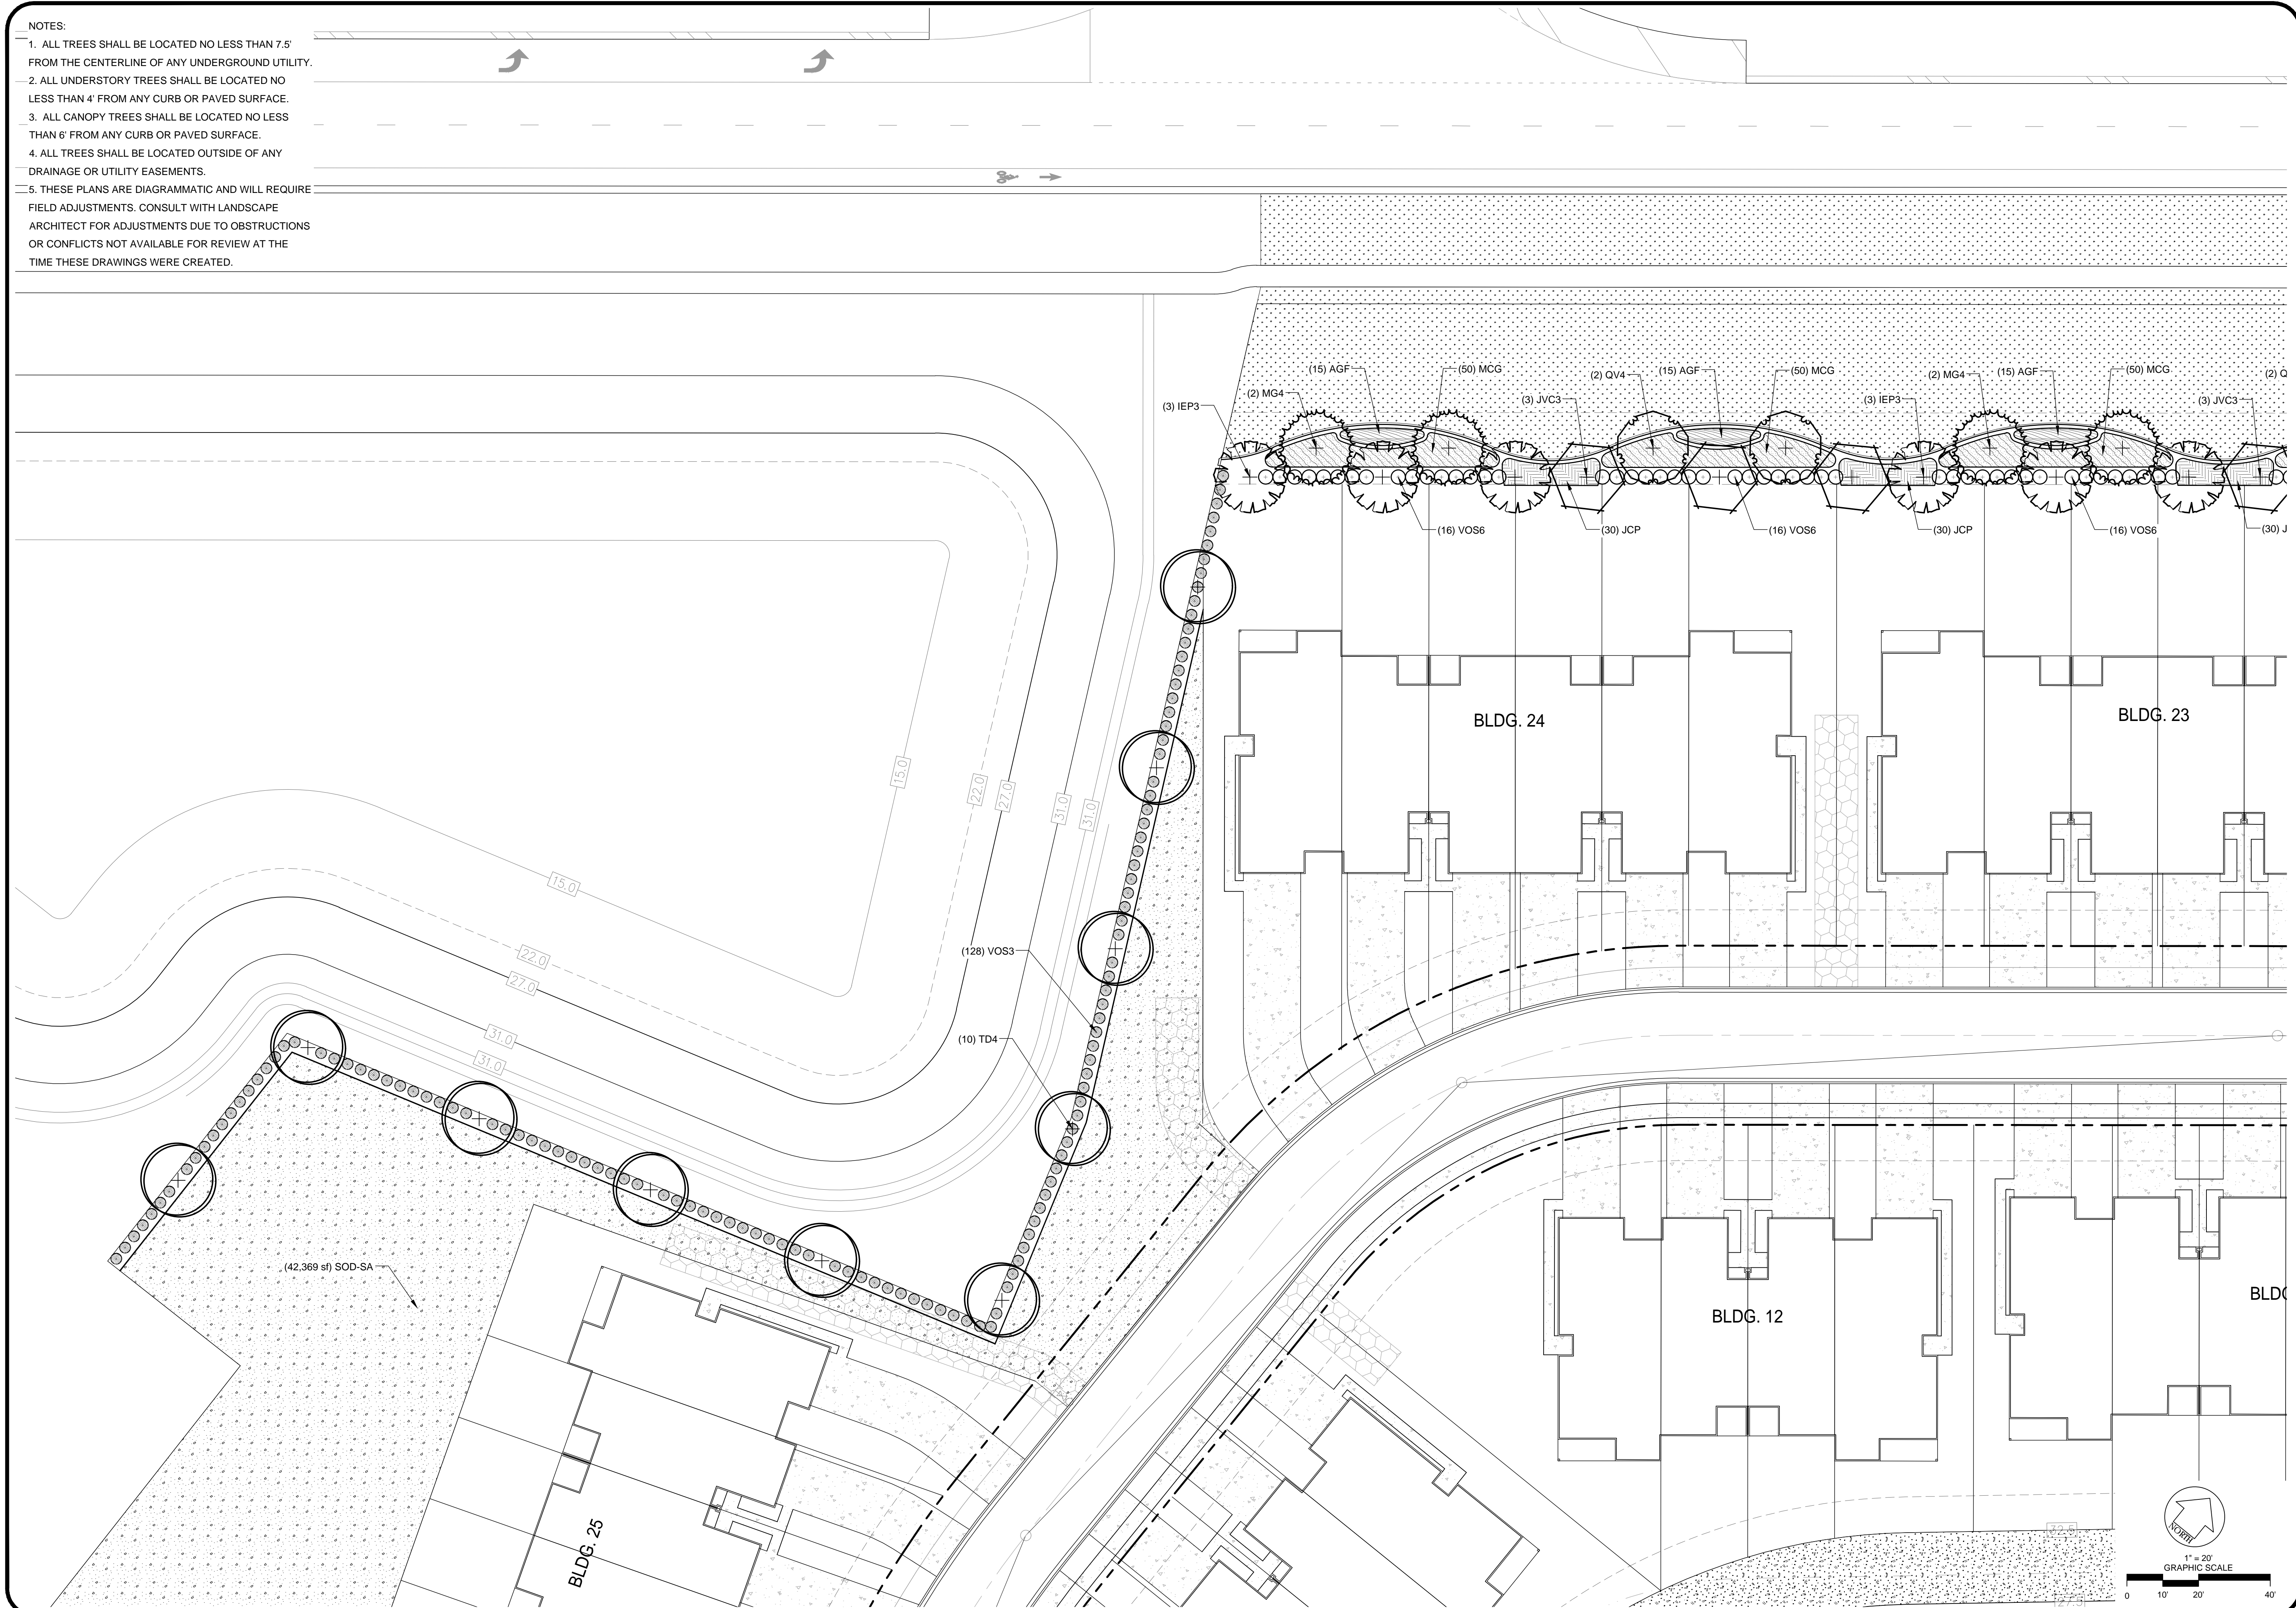 NOTES:
1. ALL TREES SHALL BE LOCATED NO LESS THAN 7.5'
FROM THE CENTERLINE OF ANY UNDERGROUND UTILITY.
2. ALL UNDERSTORY TREES SHALL BE LOCATED NO
LESS THAN 4' FROM ANY CURB OR PAVED SURFACE.
3. ALL CANOPY TREES SHALL BE LOCATED NO LESS
THAN 6' FROM ANY CURB OR PAVED SURFACE.
4. ALL TREES SHALL BE LOCATED OUTSIDE OF ANY
DRAINAGE OR UTILITY EASEMENTS.
5. THESE PLANS ARE DIAGRAMMATIC AND WILL REQUIRE
FIELD ADJUSTMENTS. CONSULT WITH LANDSCAPE
ARCHITECT FOR ADJUSTMENTS DUE TO OBSTRUCTIONS
OR CONFLICTS NOT AVAILABLE FOR REVIEW AT THE
TIME THESE DRAWINGS WERE CREATED.
(15) AGF
(50) MCG
(2) QV4
(15) AGF
(50) MCG
(2) MG4
(15) AGF
(50) MCG
(2) Q
(3) IEP3
(2) MG4
(3) JVC3
(3) IEP3
(3) JVC3
(16) VOS6
(30) JCP
(16) VOS6
(30) JCP
(16) VOS6
(30) J
BLDG. 24
BLDG. 23
15.0
22.0
27.0
31.0
31.0
15.0
22.0
27.0
31.0
31.0
(128) VOS3
(10) TD4
(42,369 sf) SOD-SA
BLDG. 12
BLD
BLDG. 25
32.5
27.5
NORTH
1" = 20'
GRAPHIC SCALE
0 10' 20' 40'